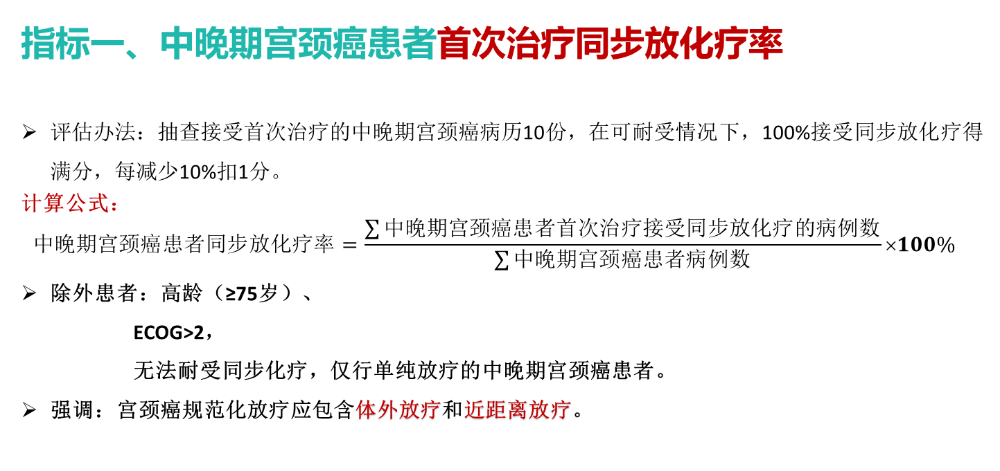 指标一、中晚期宫颈癌患者首次治疗同步放化疗率
➢ 评估办法：抽查接受首次治疗的中晚期宫颈癌病历10份，在可耐受情况下，100%接受同步放化疗得
满分，每减少10%扣1分。
计算公式：
∑中晚期宫颈癌患者首次治疗接受同步放化疗的病例数
中晚期宫颈癌患者同步放化疗率 = ×100%
∑中晚期宫颈癌患者病例数
➢ 除外患者：高龄（≥75岁）、
ECOG>2，
无法耐受同步化疗，仅行单纯放疗的中晚期宫颈癌患者。
➢ 强调：宫颈癌规范化放疗应包含体外放疗和近距离放疗。